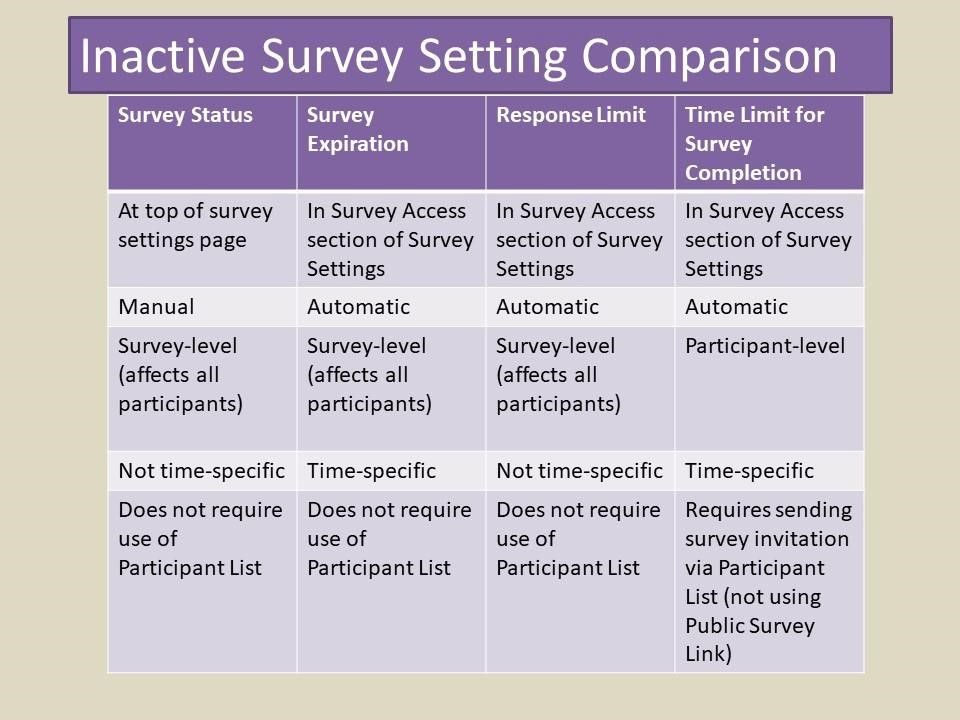 Inactive Survey Setting Comparison
Survey Status
Survey
Expiration
Response Limit
Time Limit for
Survey
Completion
At top of survey
settings page
In Survey Access
section of Survey
Settings
In Survey Access
section of Survey
Settings
In Survey Access
section of Survey
Settings
Manual
Automatic
Automatic
Automatic
Survey-level
(affects all
participants)
Survey-level
(affects all
participants)
Survey-level
(affects all
participants)
Participant-level
Not time-specific
Time-specific
Not time-specific
Time-specific
Does not require
use of
Participant List
Does not require
use of
Participant List
Does not require
use of
Participant List
Requires sending
survey invitation
via Participant
List (not using
Public Survey
Link)